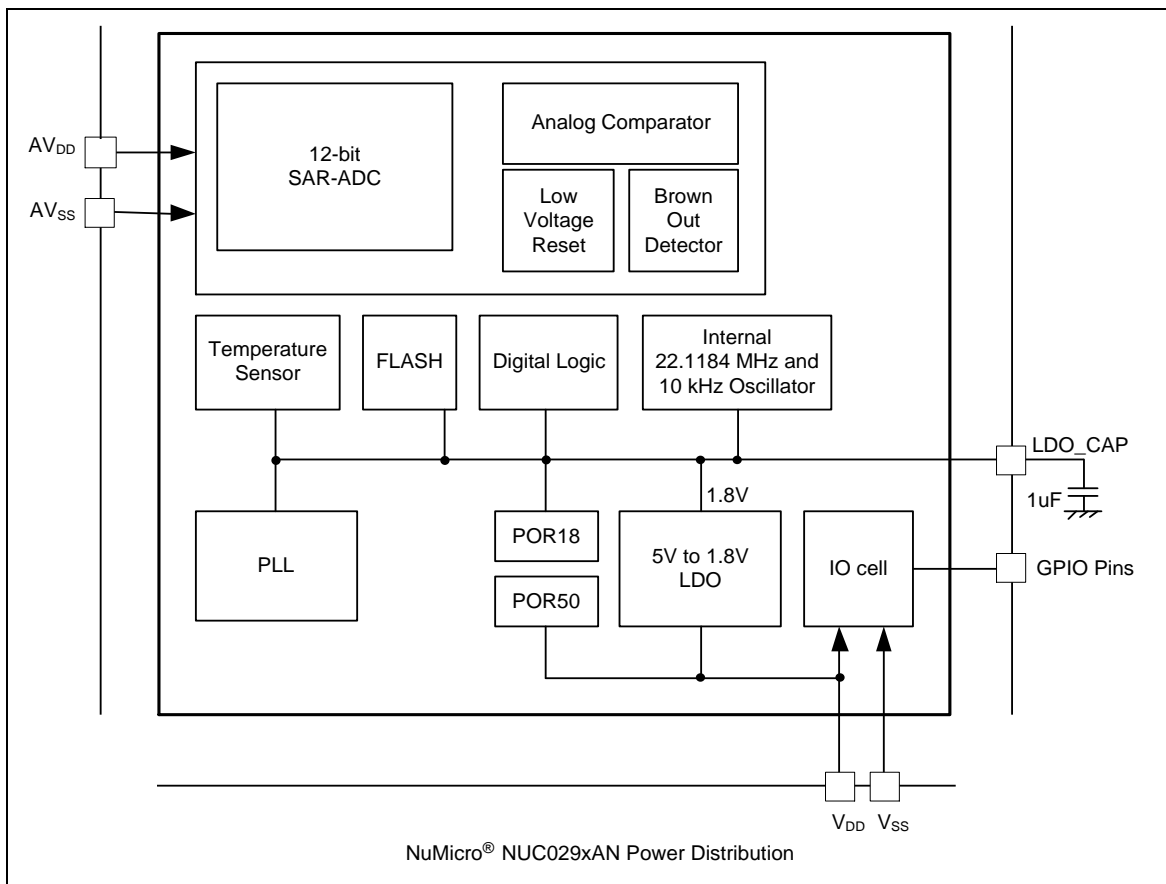 AVDD
AVSS
12-bit
SAR-ADC
Analog Comparator
Low
Voltage
Reset
Brown
Out
Detector
Temperature
Sensor
FLASH
Digital Logic
Internal
22.1184 MHz and
10 kHz Oscillator
LDO_CAP
1uF
1.8V
PLL
POR18
POR50
5V to 1.8V
LDO
IO cell
GPIO Pins
VDD
VSS
NuMicro® NUC029xAN Power Distribution